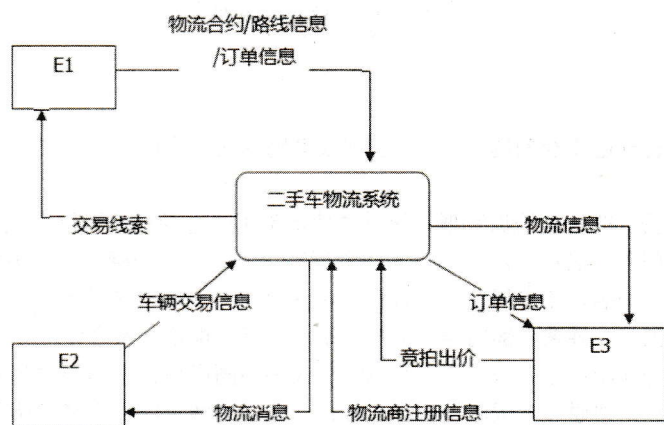 物流合约/路线信息
/订单信息
E1
二手车物流系统
交易线索
物流信息
车辆交易信息
订单信息
E2
竞拍出价
E3
物流消息
物流商注册信息